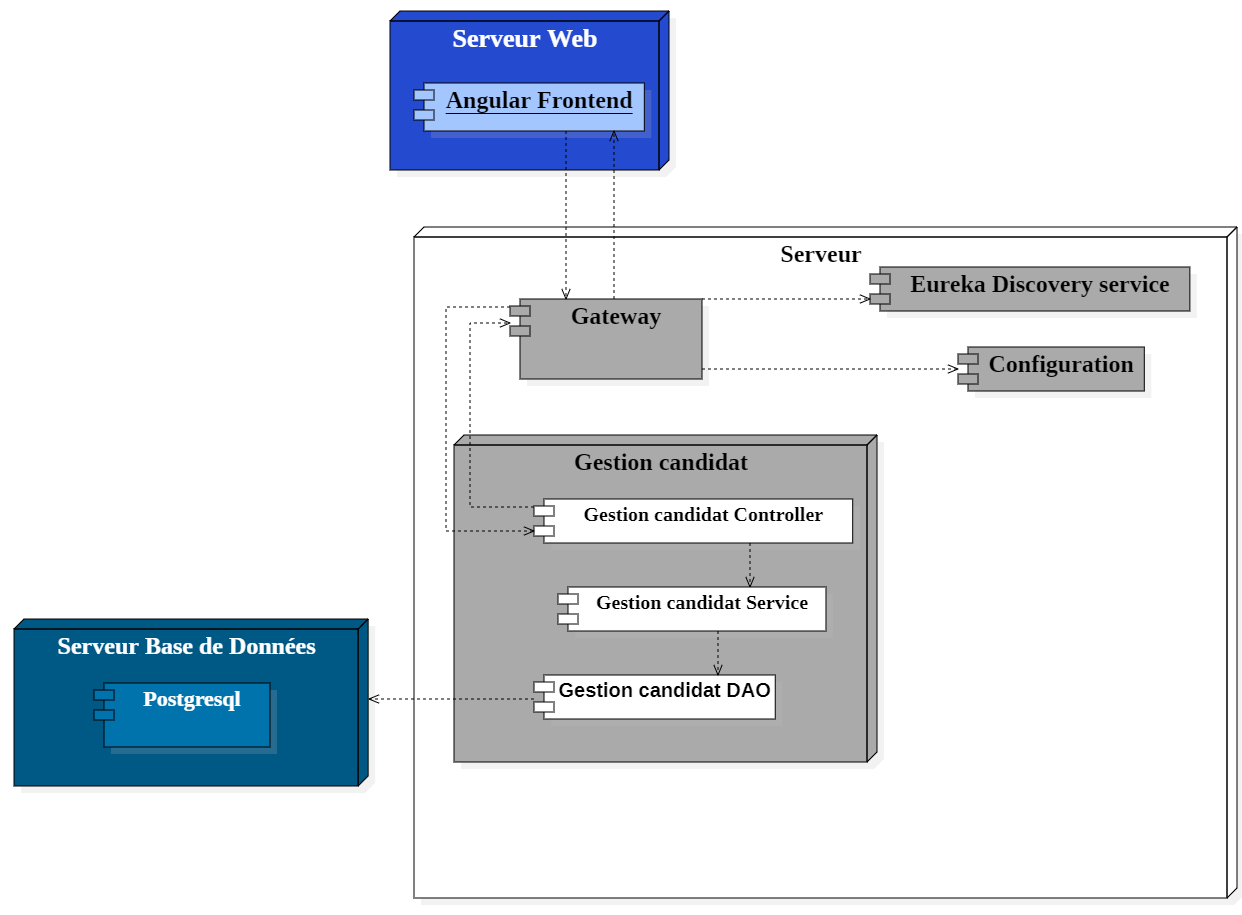 Serveur Web
Angular Frontend
Serveur
Eureka Discovery service
Gateway
Configuration
Gestion candidat
Gestion candidat Controller
Gestion candidat Service
Serveur Base de Données
Gestion candidat DAO
Postgresql